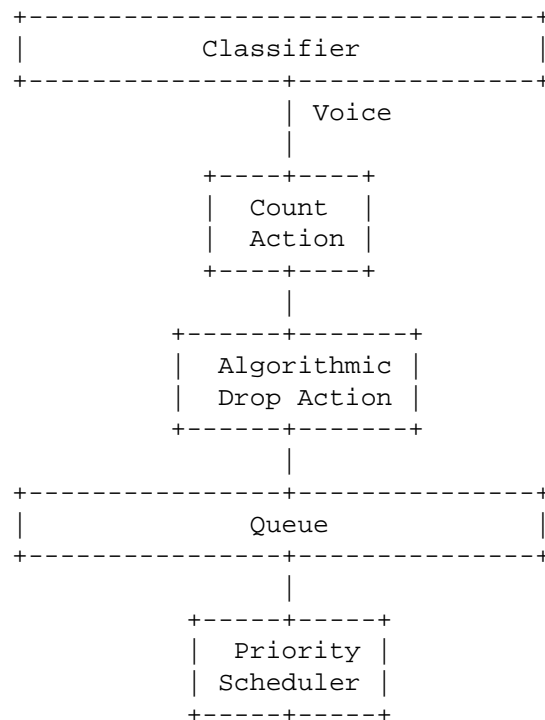 Classifier
Voice
Count
Action
Algorithmic
Drop Action
Queue
Priority
Scheduler